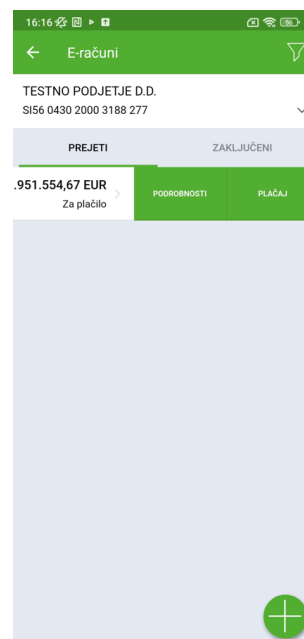 16:16
86
E-računi
TESTNO PODJETJE D.D.
SI56 0430 2000 3188 277
PREJETI
ZAKLJUČENI
.951.554,67 EUR
Za plačilo
PODROBNOSTI
PLAČAJ